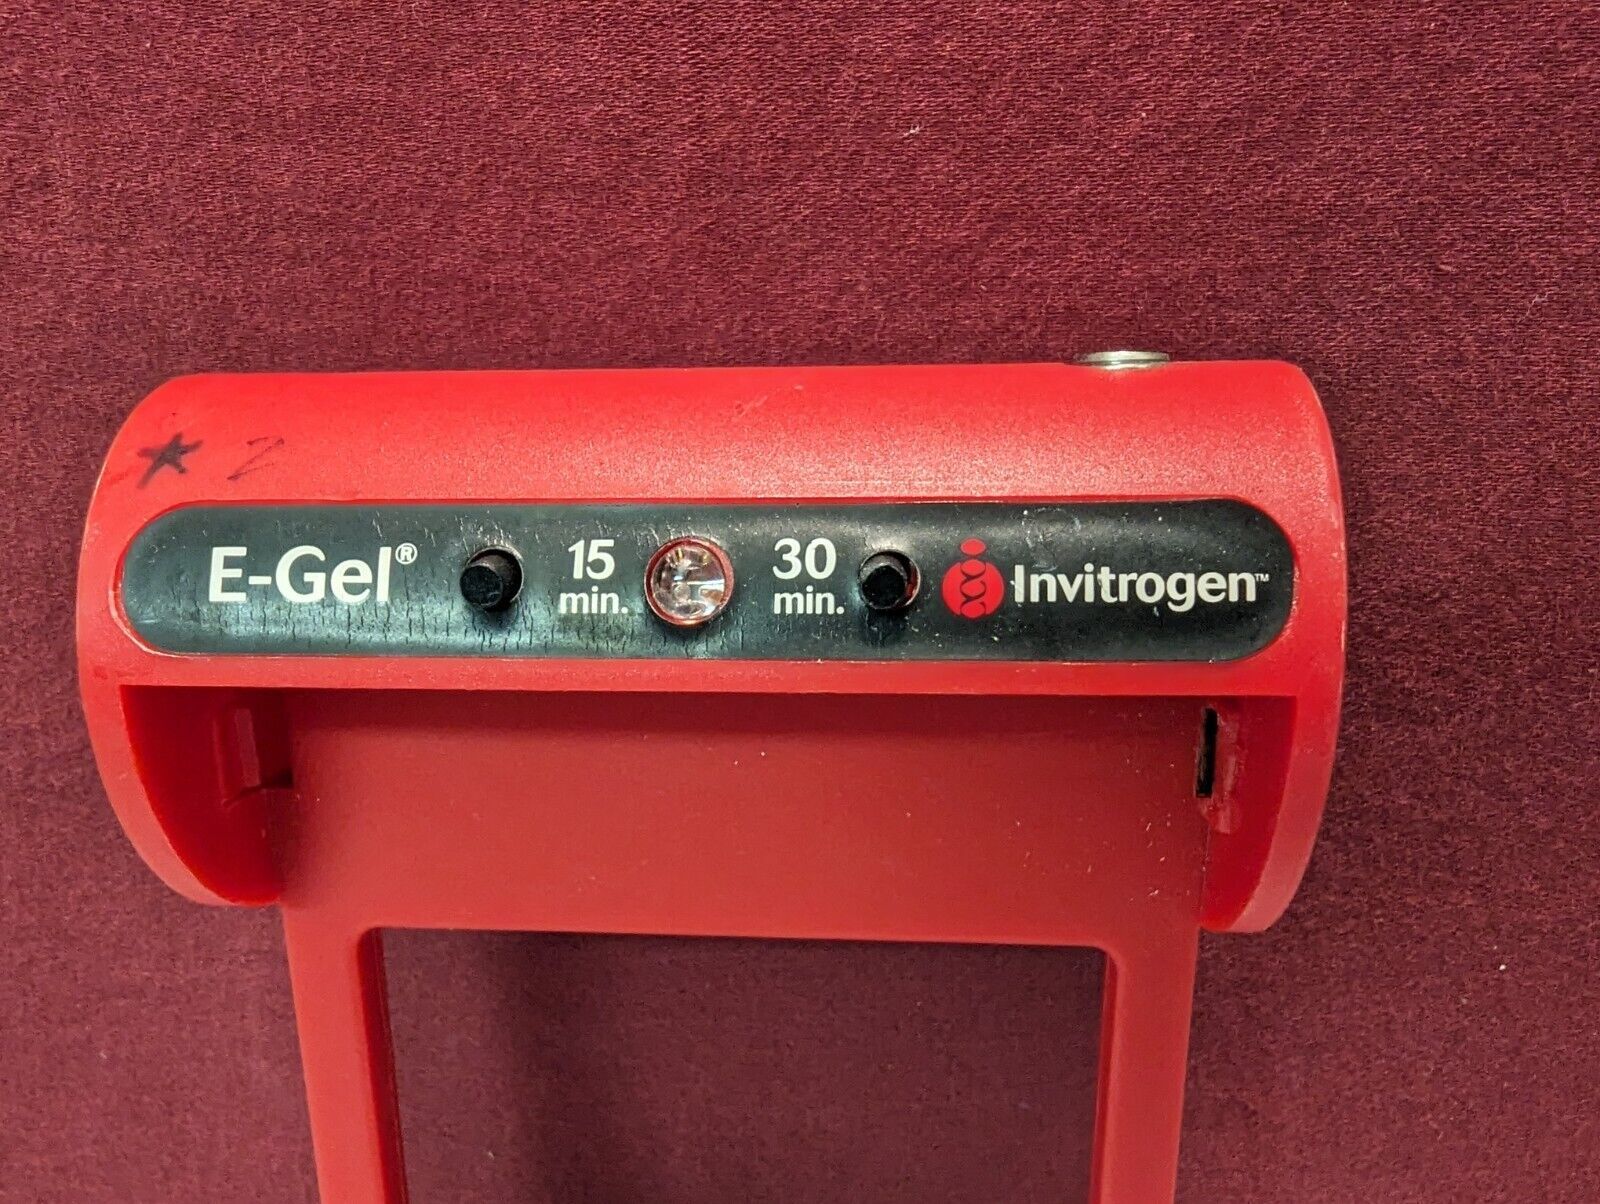 2
E-Gel®
15
min.
30
min.
Invitrogen™